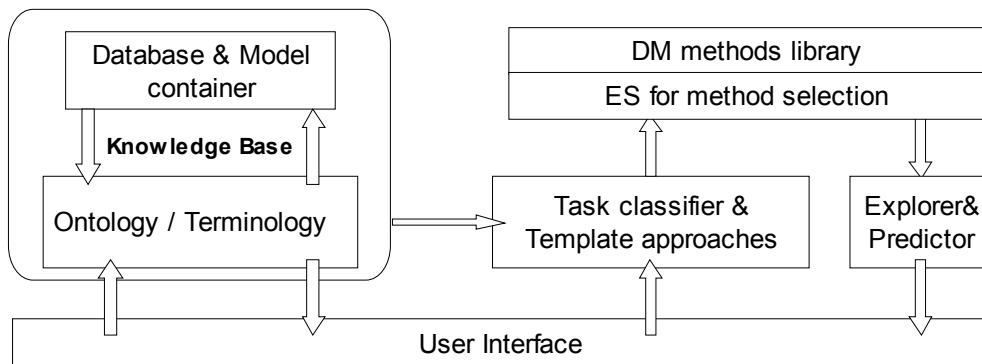 Database & Model
container
Knowledge Base
Ontology / Terminology
DM methods library
ES for method selection
Task classifier &
Template approaches
Explorer&
Predictor
User Interface